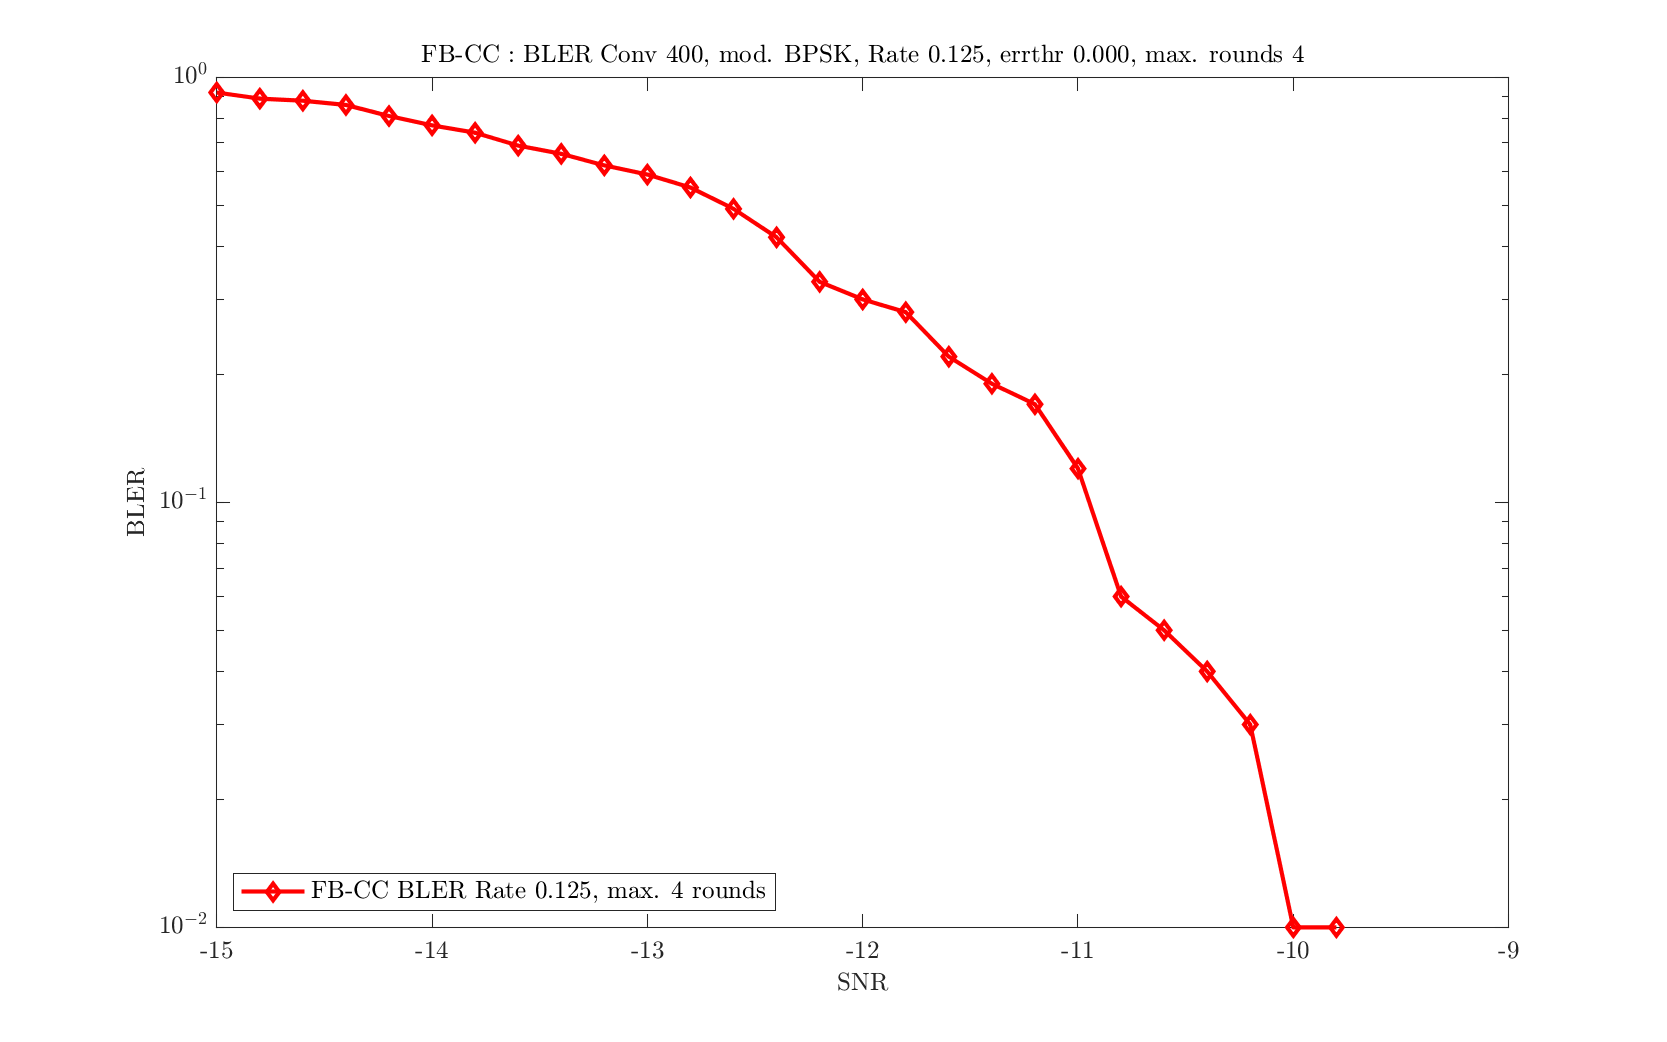 FB-CC : BLER Conv 400, mod. BPSK, Rate 0.125, errthr 0.000, max. rounds 4
10⁰
10⁻¹
10⁻²
BLER
FB-CC BLER Rate 0.125, max. 4 rounds
-15 -14 -13 -12 -11 -10 -9
SNR